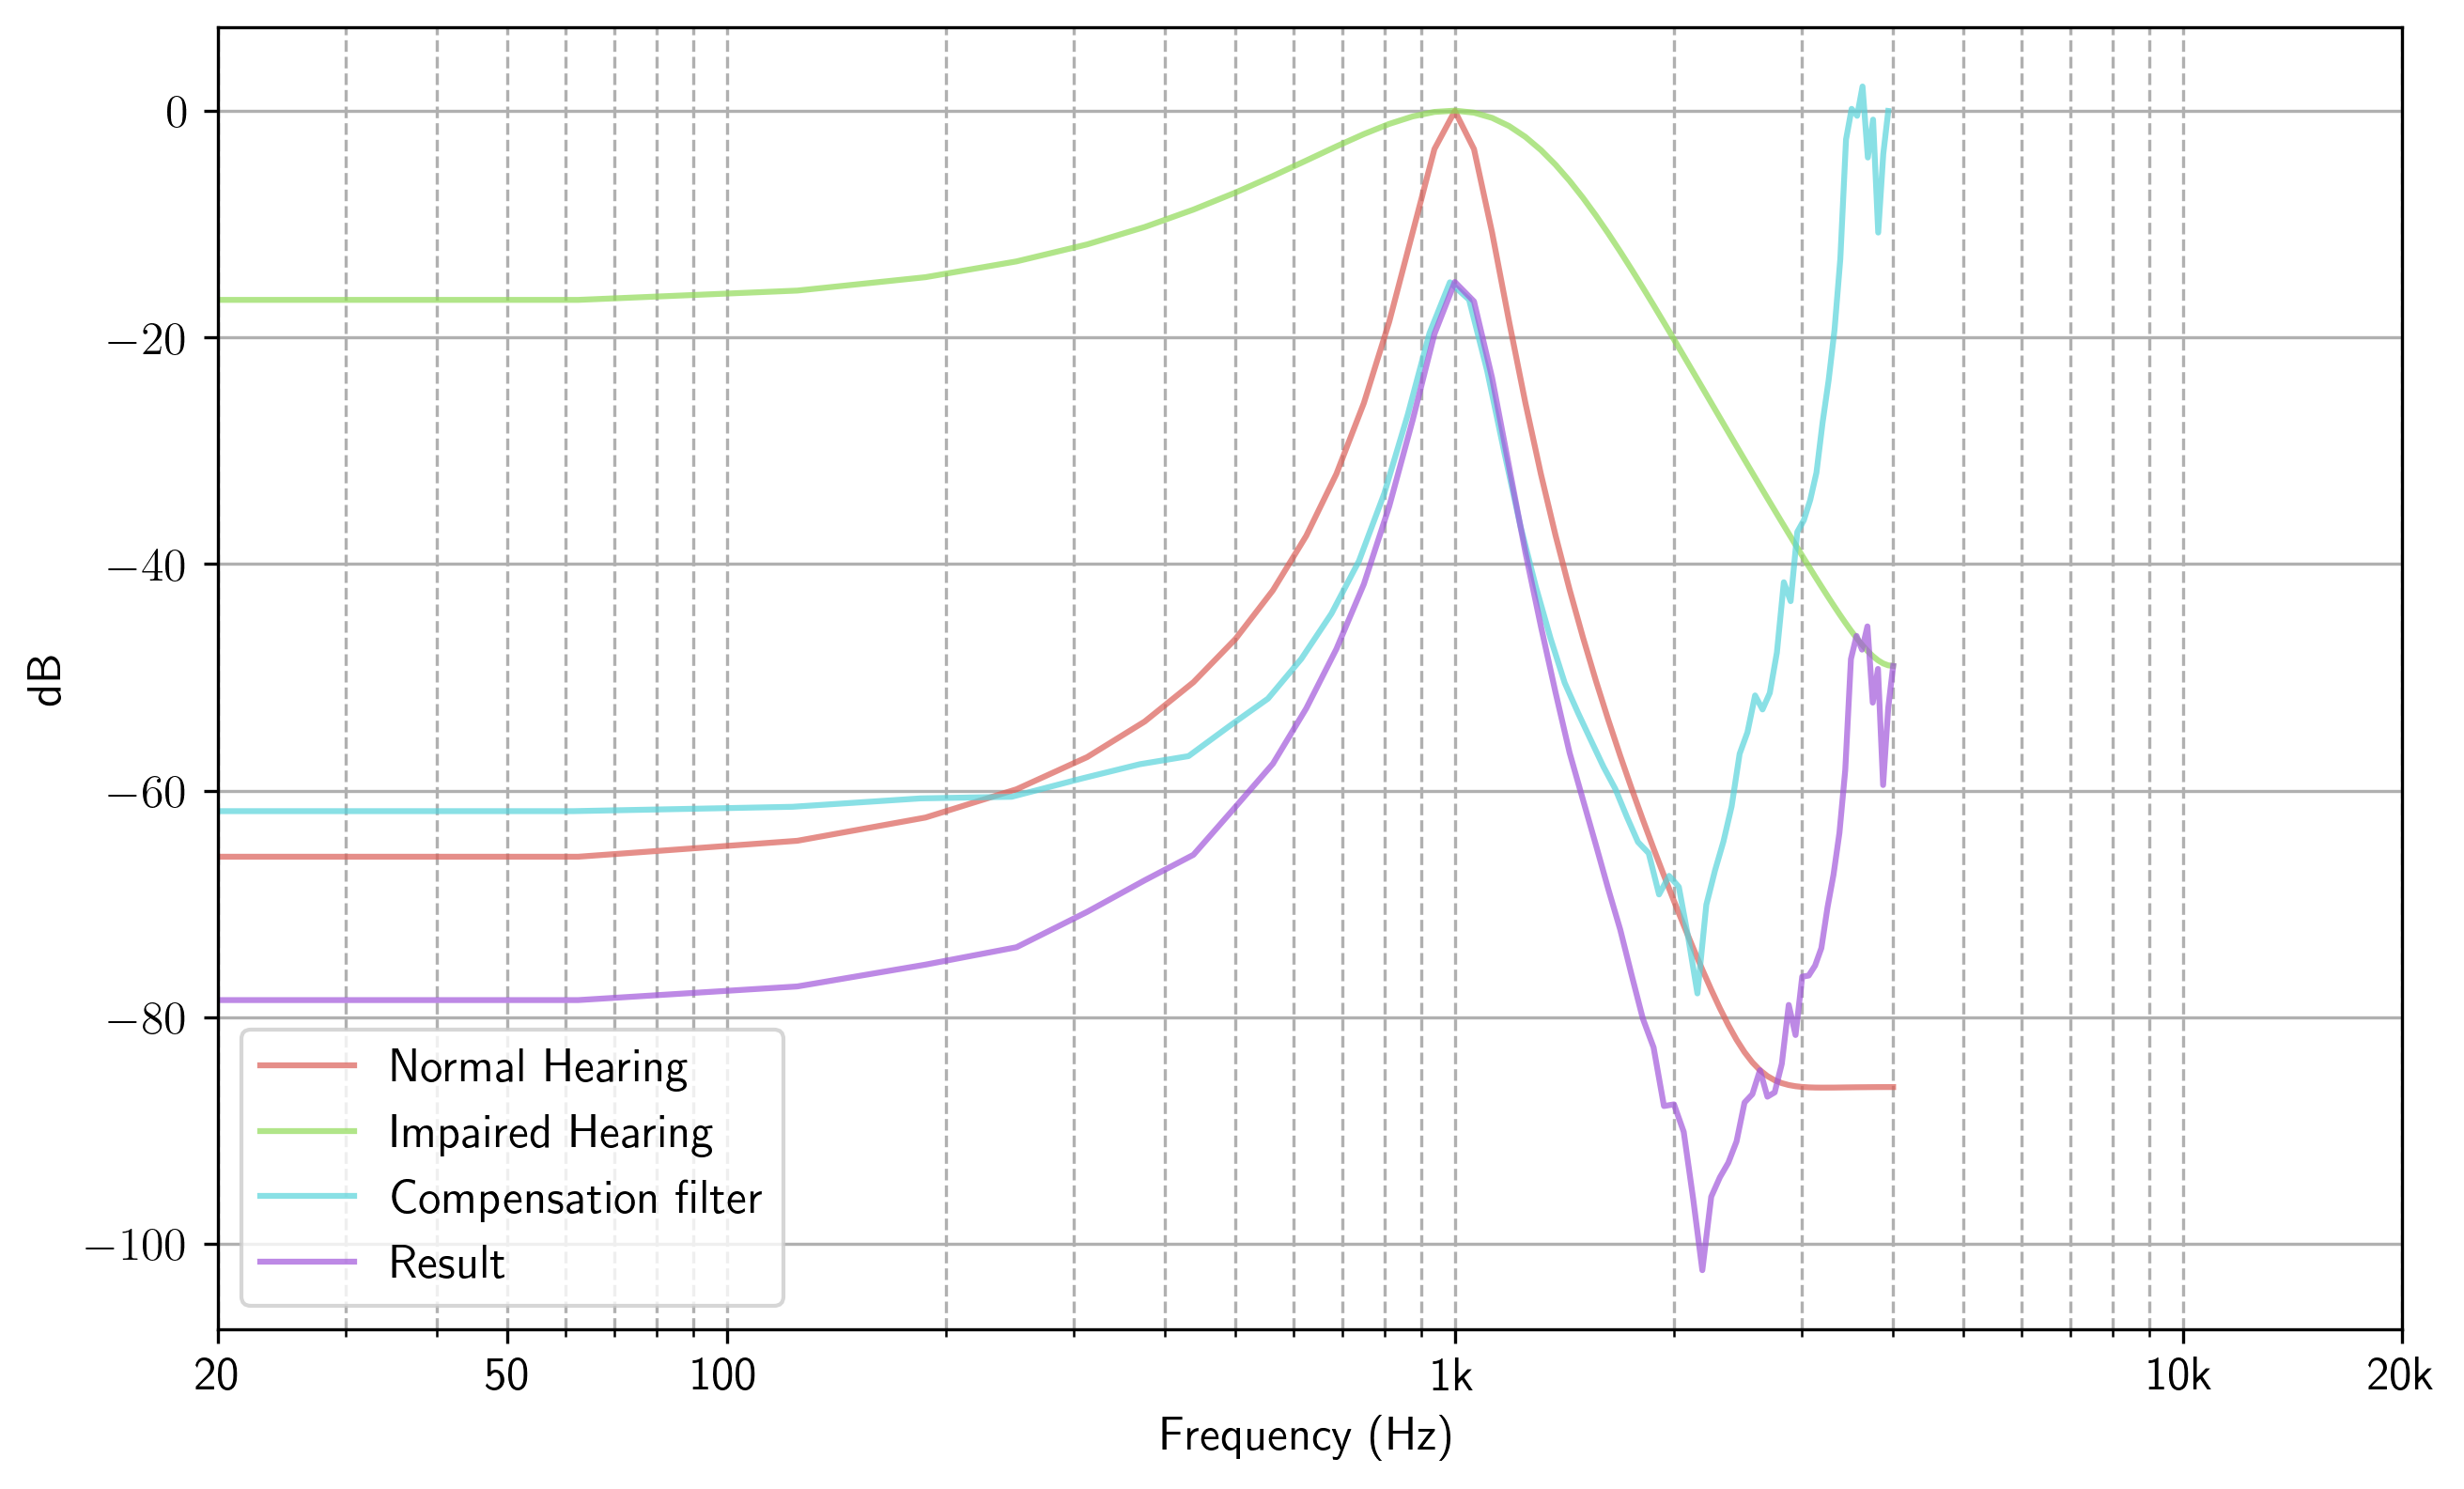 0
−20
−40
−60
−80
−100
dB
Normal Hearing
Impaired Hearing
Compensation filter
Result
20 50 100 1k 10k 20k
Frequency (Hz)